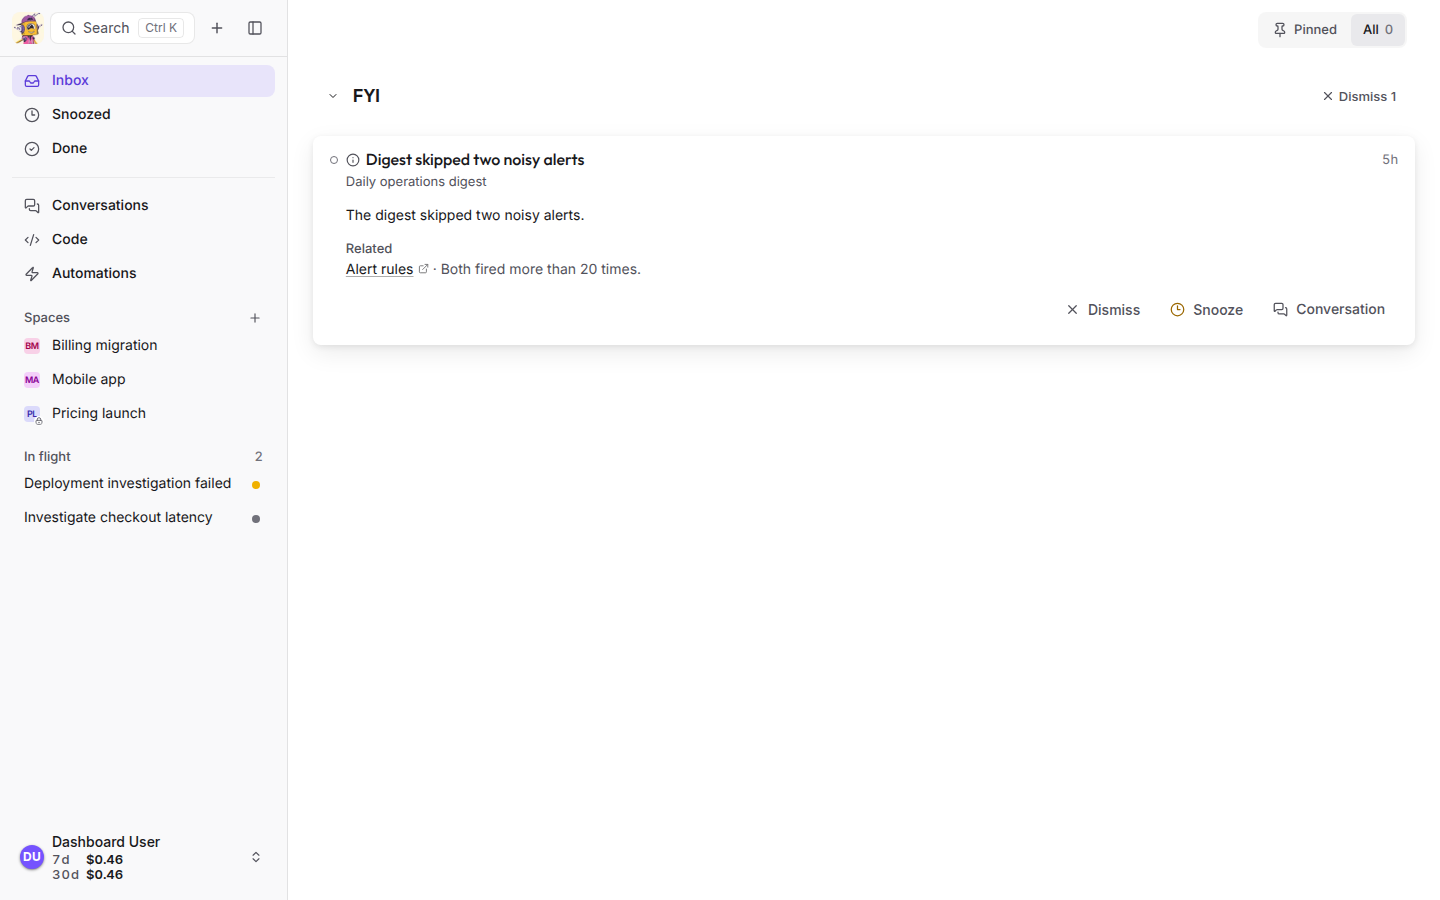 Search Ctrl K
Inbox
Snoozed
Done
Conversations
Code
Automations
Spaces
BM Billing migration
MA Mobile app
PL Pricing launch
In flight 2
Deployment investigation failed
Investigate checkout latency
DU Dashboard User
7d $0.46
30d $0.46
Pinned All 0
FYI Dismiss 1
Digest skipped two noisy alerts 5h
Daily operations digest
The digest skipped two noisy alerts.
Related
Alert rules · Both fired more than 20 times.
Dismiss Snooze Conversation